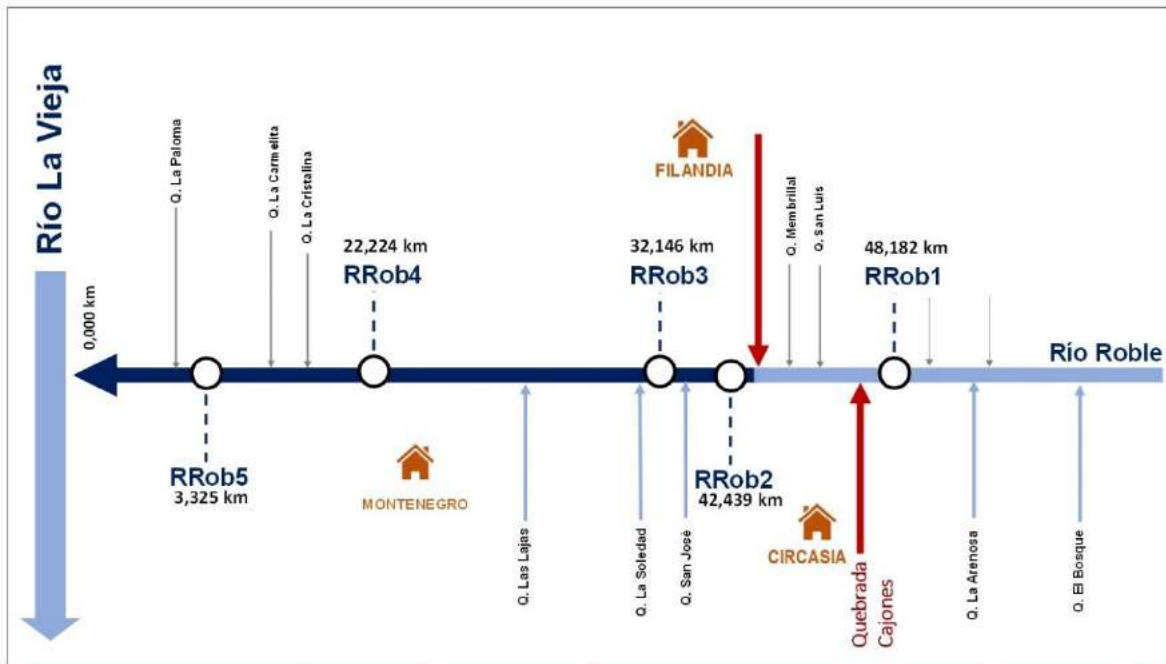 Río La Vieja
0,000 km
Q. La Paloma
Q. La Carmelita
Q. La Cristalina
22,224 km
RRob4
FILANDIA
32,146 km
RRob3
Q. Membrillal
Q. San Luis
48,182 km
RRob1
Río Roble
RRob5
3,325 km
MONTENEGRO
Q. Las Lajas
Q. La Soledad
Q. San José
RRob2
42,439 km
CIRCASIA
Quebrada
Cajones
Q. La Arenosa
Q. El Bosque